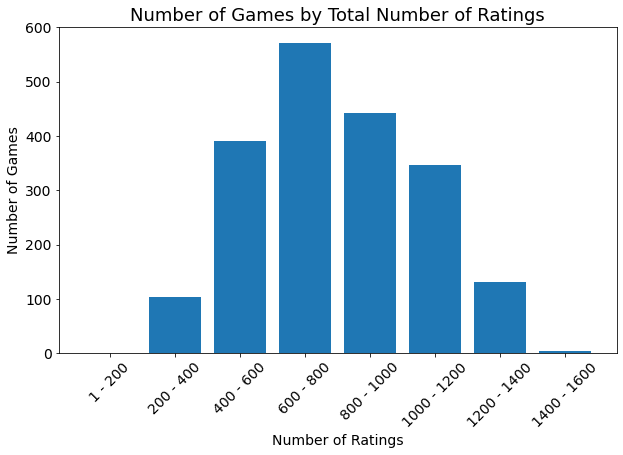 Number of Games by Total Number of Ratings
Number of Games
600
500
400
300
200
100
0
1 - 200
200 - 400
400 - 600
600 - 800
800 - 1000
1000 - 1200
1200 - 1400
1400 - 1600
Number of Ratings